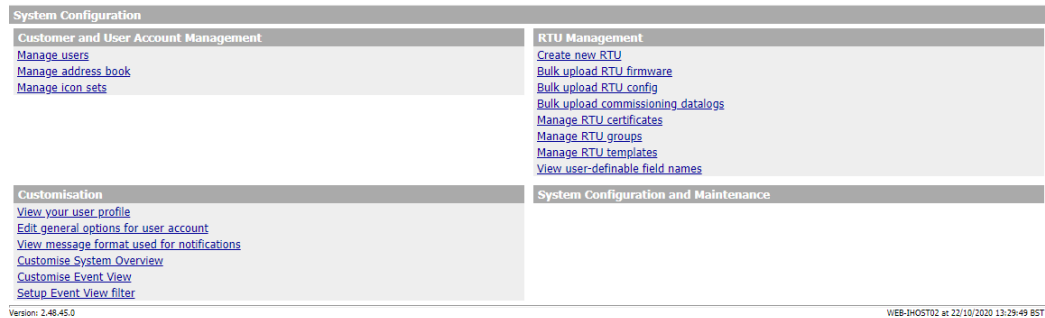 System Configuration
Customer and User Account Management
Manage users
Manage address book
Manage icon sets
RTU Management
Create new RTU
Bulk upload RTU firmware
Bulk upload RTU config
Bulk upload commissioning datalogs
Manage RTU certificates
Manage RTU groups
Manage RTU templates
View user-definable field names
Customisation
View your user profile
Edit general options for user account
View message format used for notifications
Customise System Overview
Customise Event View
Setup Event View filter
System Configuration and Maintenance
Version: 2.48.45.0
WEB-IHOST02 at 22/10/2020 13:29:49 BST